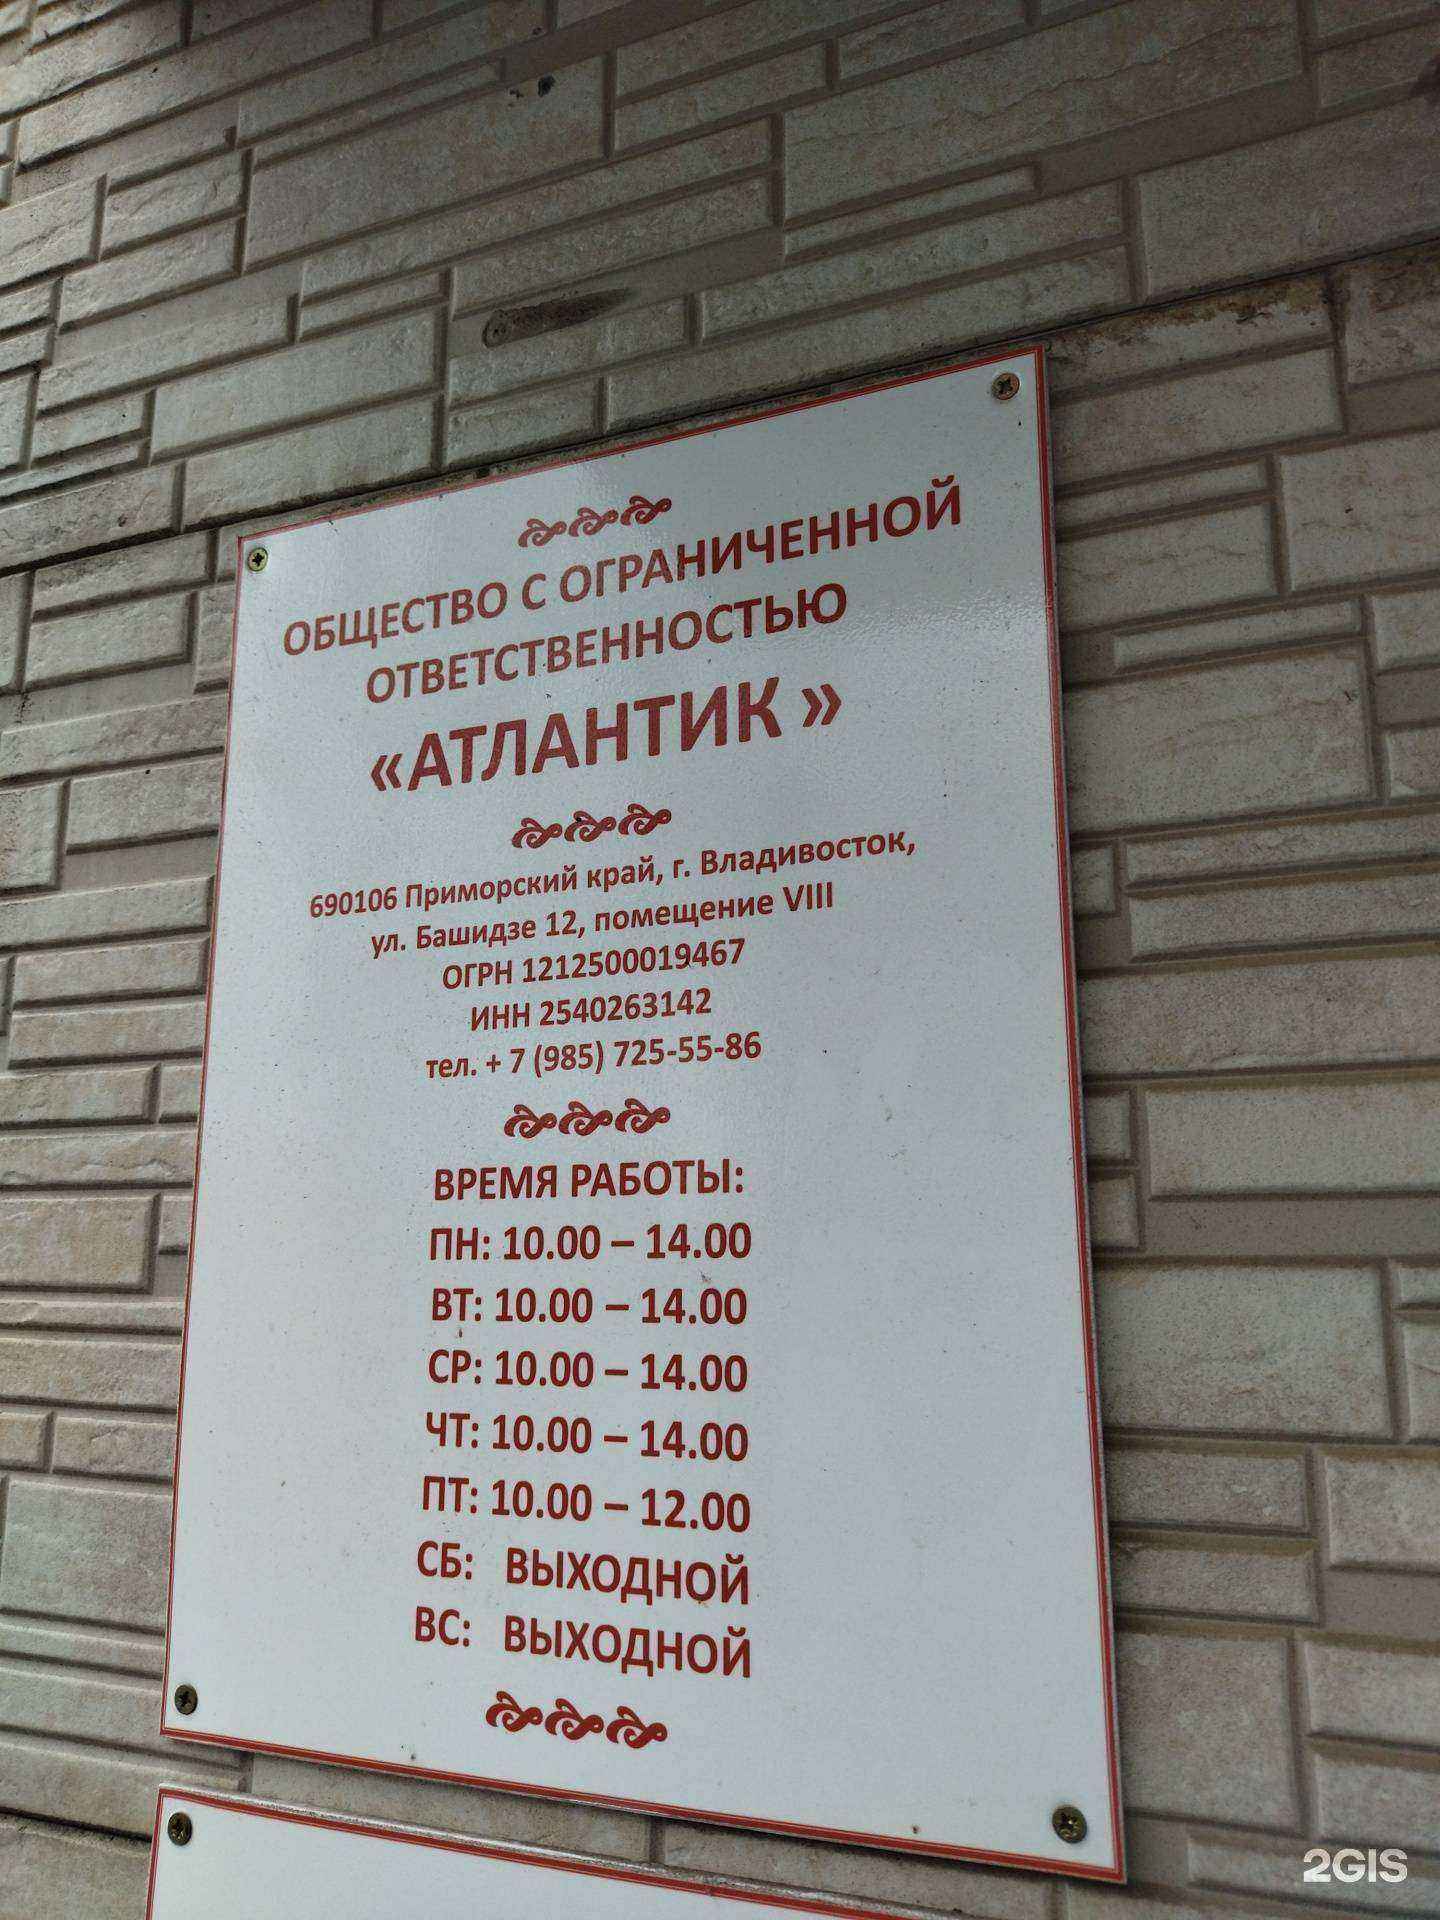 ОБЩЕСТВО С ОГРАНИЧЕННОЙ
ОТВЕТСТВЕННОСТЬЮ
«АТЛАНТИК »
690106 Приморский край, г. Владивосток,
ул. Башидзе 12, помещение VIII
ОГРН 1212500019467
ИНН 2540263142
тел. + 7 (985) 725-55-86
ВРЕМЯ РАБОТЫ:
ПН: 10.00 – 14.00
ВТ: 10.00 – 14.00
СР: 10.00 – 14.00
ЧТ: 10.00 – 14.00
ПТ: 10.00 – 12.00
СБ: ВЫХОДНОЙ
ВС: ВЫХОДНОЙ
2GIS